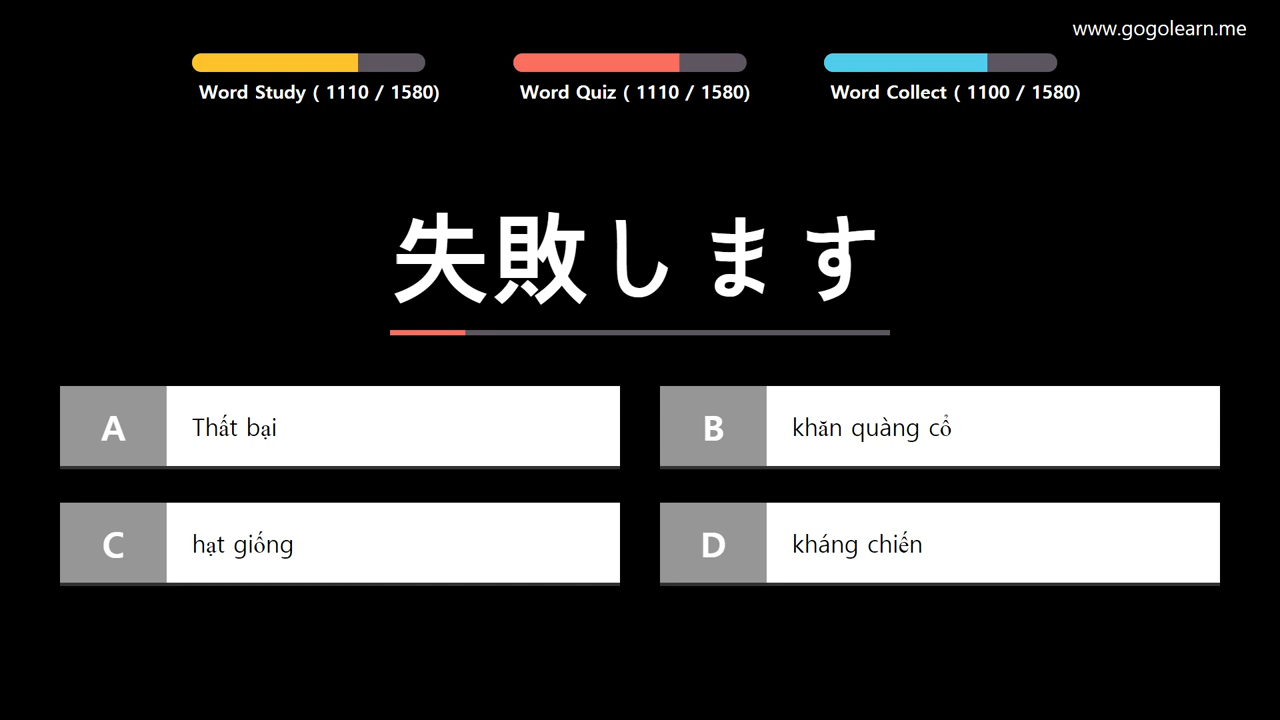 www.gogolearn.me
Word Study ( 1110 / 1580)
Word Quiz ( 1110 / 1580)
Word Collect ( 1100 / 1580)
失敗します
A Thất bại
B khăn quàng cổ
C hạt giống
D kháng chiến